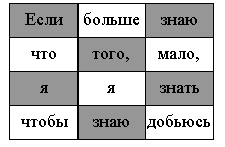 Если больше знаю
что того, мало,
я я знать
чтобы знаю добьюсь